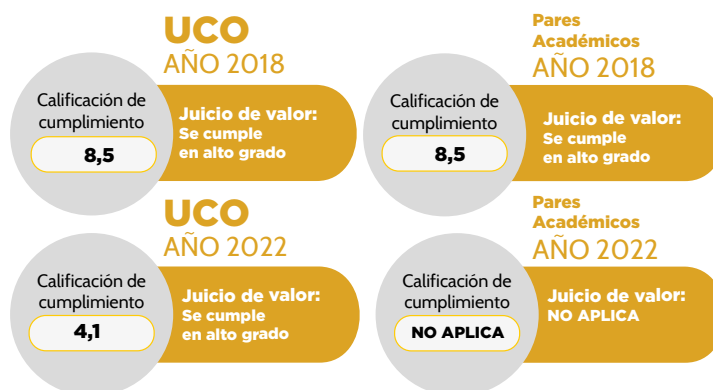 UCO
AÑO 2018
Calificación de
cumplimiento
8,5
Juicio de valor:
Se cumple
en alto grado
Pares
Académicos
AÑO 2018
Calificación de
cumplimiento
8,5
Juicio de valor:
Se cumple
en alto grado
UCO
AÑO 2022
Calificación de
cumplimiento
4,1
Juicio de valor:
Se cumple
en alto grado
Pares
Académicos
AÑO 2022
Calificación de
cumplimiento
NO APLICA
Juicio de valor:
NO APLICA